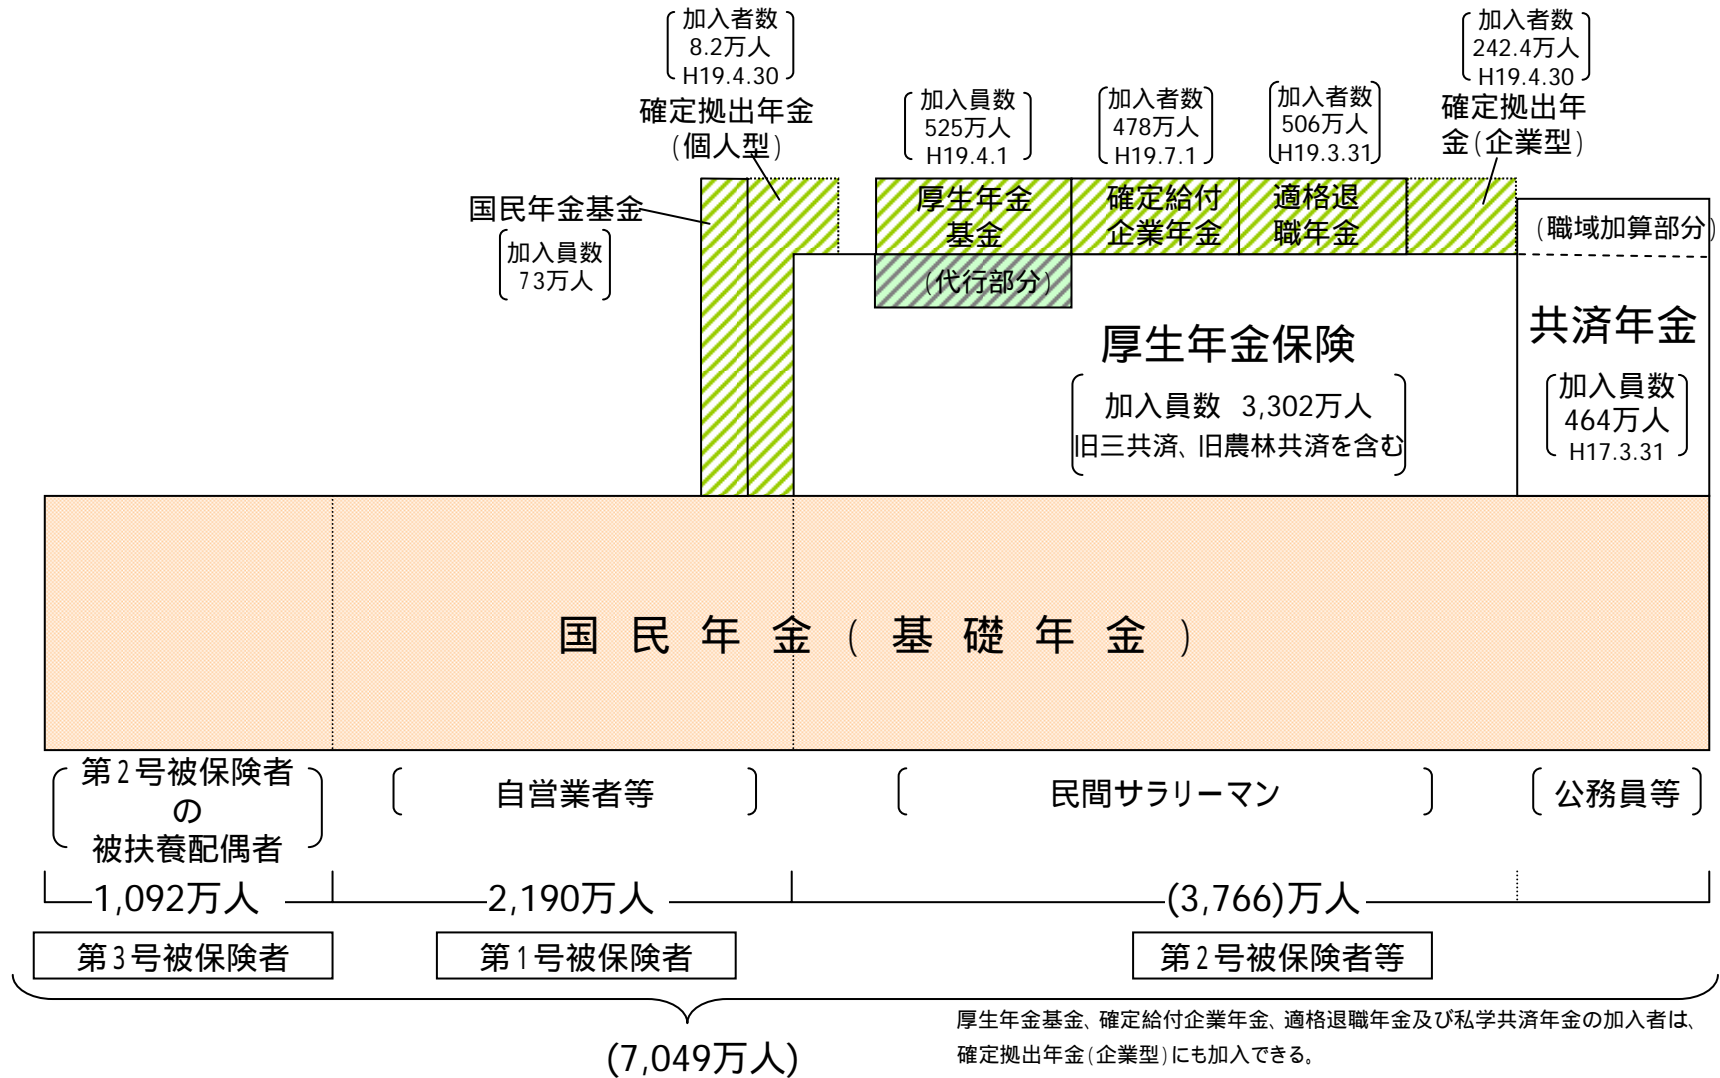 加入者数
8.2万人
H19.4.30
確定拠出年金
(個人型)
国民年金基金
加入員数
73万人
加入員数
525万人
H19.4.1
加入者数
478万人
H19.7.1
加入者数
506万人
H19.3.31
加入者数
242.4万人
H19.4.30
確定拠出年
金(企業型)
厚生年金
基金
確定給付
企業年金
適格退
職年金
(職域加算部分)
(代行部分)
厚生年金保険
加入員数 3,302万人
旧三共済、旧農林共済を含む
共済年金
加入員数
464万人
H17.3.31
国民年金(基礎年金)
第2号被保険者
の
被扶養配偶者
自営業者等
民間サラリーマン
公務員等
1,092万人
2,190万人
(3,766)万人
第3号被保険者
第1号被保険者
第2号被保険者等
(7,049万人)
厚生年金基金、確定給付企業年金、適格退職年金及び私学共済年金の加入者は、
確定拠出年金(企業型)にも加入できる。